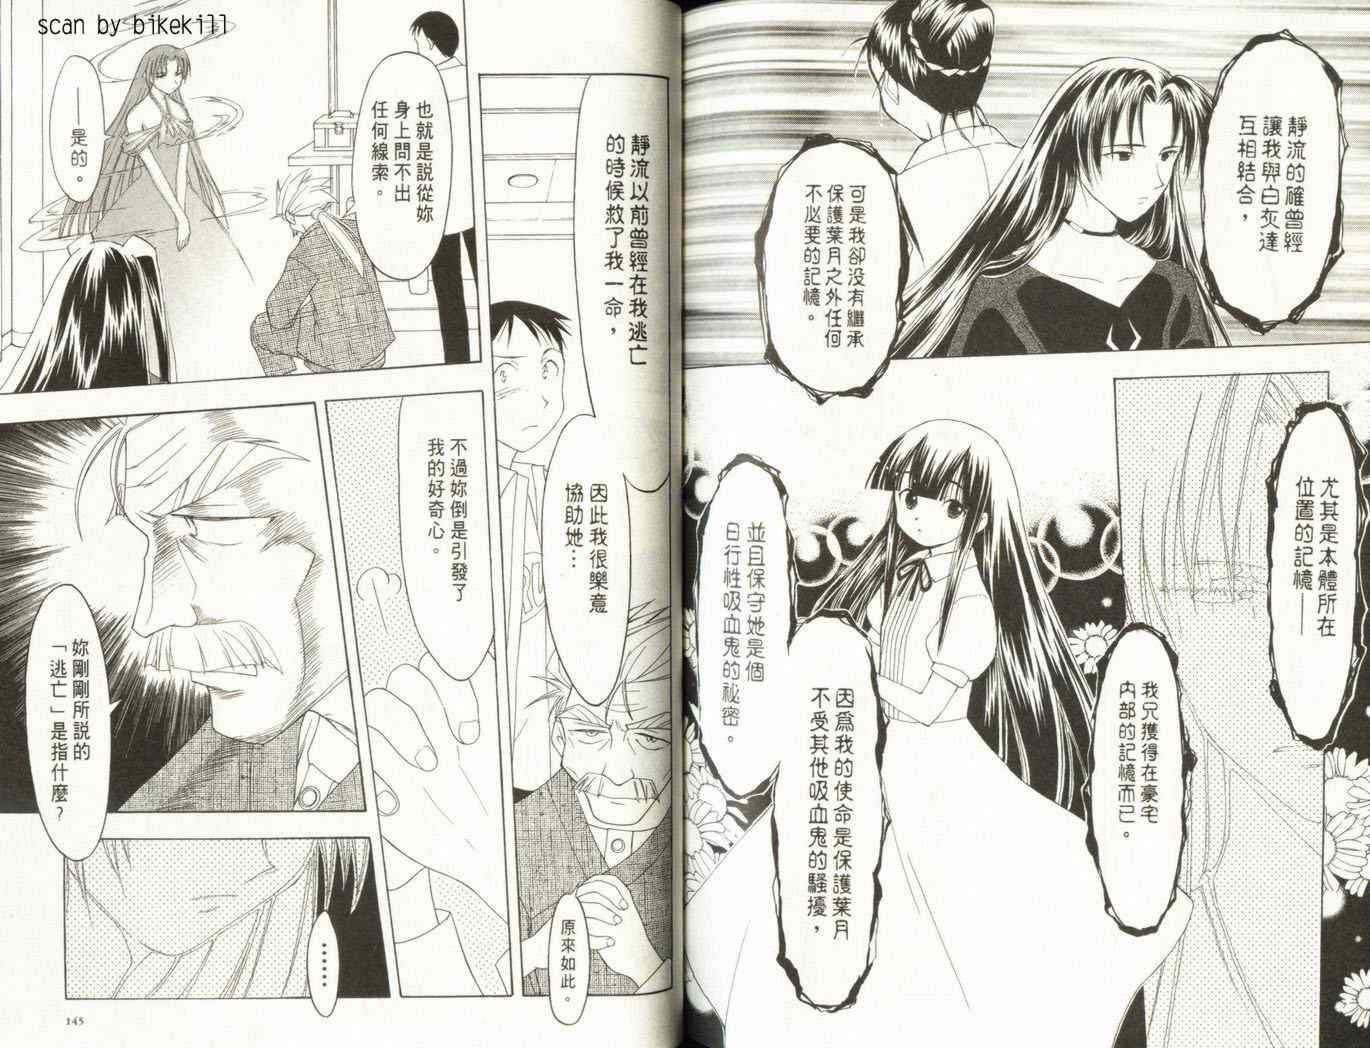 scan by bikekill
靜流的確曾經
讓我與白灰達
互相結合，
可是我卻沒有繼承
保護葉月之外任何
不必要的記憶。
尤其是本體所在
位置的記憶——
我只獲得在豪宅
內部的記憶而已。
因為我的使命是保護葉月
不受其他吸血鬼的騷擾，
並且保守她是個
日行性吸血鬼的祕密。
靜流以前曾經在我逃亡
的時候救了我一命，
因此我很樂意
協助她…
原來如此。
也就是說從妳
身上問不出
任何線索。
——是的。
不過妳倒是引發了
我的好奇心。
妳剛剛所說的
「逃亡」是指什麼？
……
145